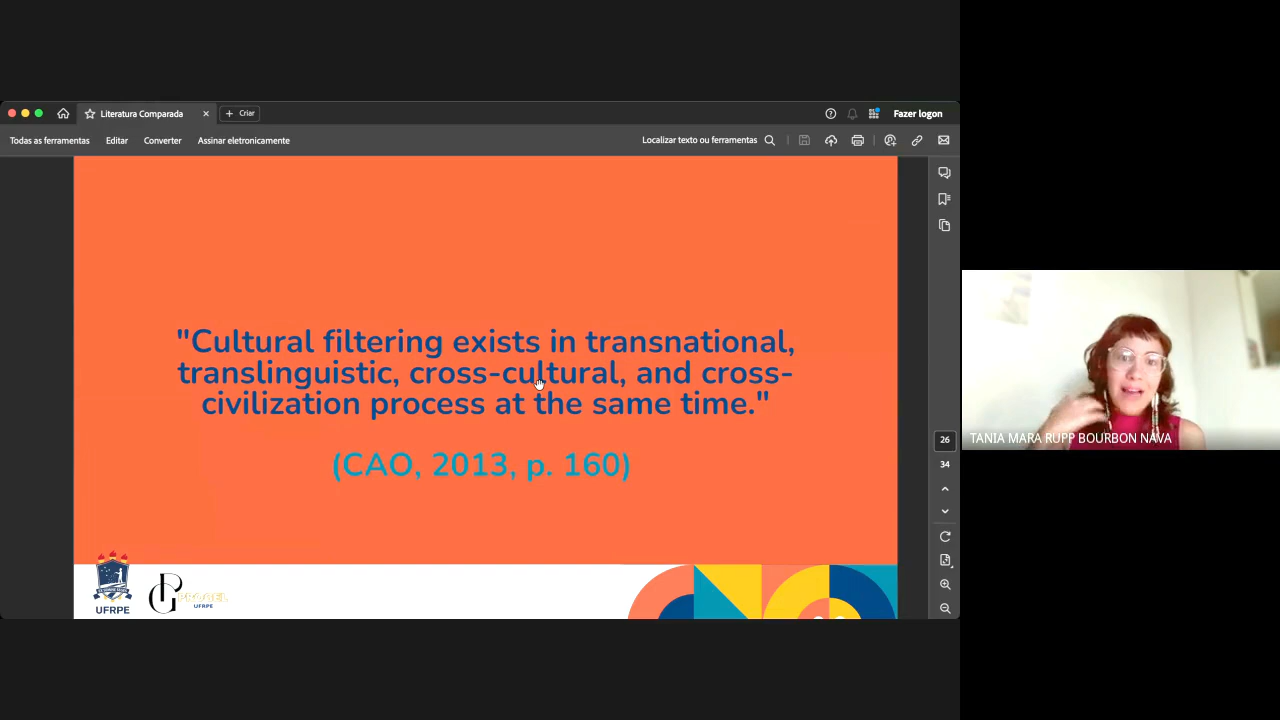 Literatura Comparada
Criar
Fazer logon
Todas as ferramentas
Editar
Converter
Assinar eletronicamente
Localizar texto ou ferramentas
"Cultural filtering exists in transnational,
translinguistic, cross-cultural, and cross-
civilization process at the same time."
(CAO, 2013, p. 160)
26
34
UFRPE
PG
PROGEL
UFRPE
TANIA MARA RUPP BOURBON NAVA